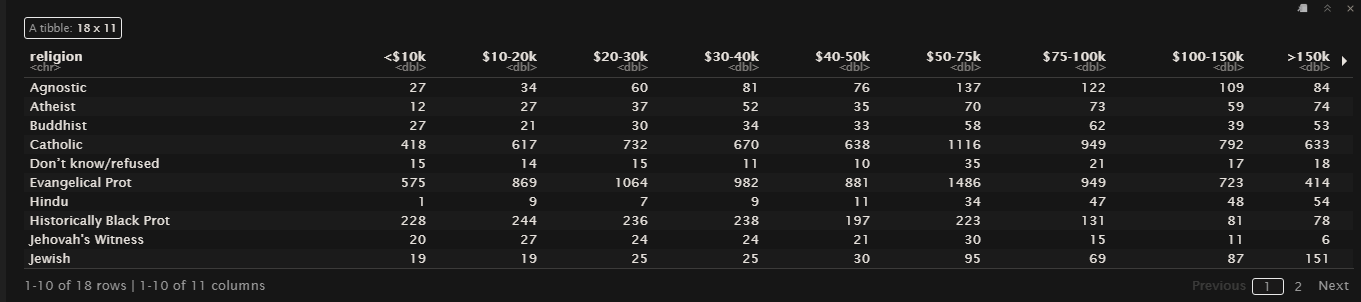 A tibble: 18 x 11
religion <$10k $10-20k $20-30k $30-40k $40-50k $50-75k $75-100k $100-150k >150k
<chr> <dbl> <dbl> <dbl> <dbl> <dbl> <dbl> <dbl> <dbl> <dbl>
Agnostic 27 34 60 81 76 137 122 109 84
Atheist 12 27 37 52 35 70 73 59 74
Buddhist 27 21 30 34 33 58 62 39 53
Catholic 418 617 732 670 638 1116 949 792 633
Don’t know/refused 15 14 15 11 10 35 21 17 18
Evangelical Prot 575 869 1064 982 881 1486 949 723 414
Hindu 1 9 7 9 11 34 47 48 54
Historically Black Prot 228 244 236 238 197 223 131 81 78
Jehovah's Witness 20 27 24 24 21 30 15 11 6
Jewish 19 19 25 25 30 95 69 87 151
1-10 of 18 rows | 1-10 of 11 columns Previous 1 2 Next